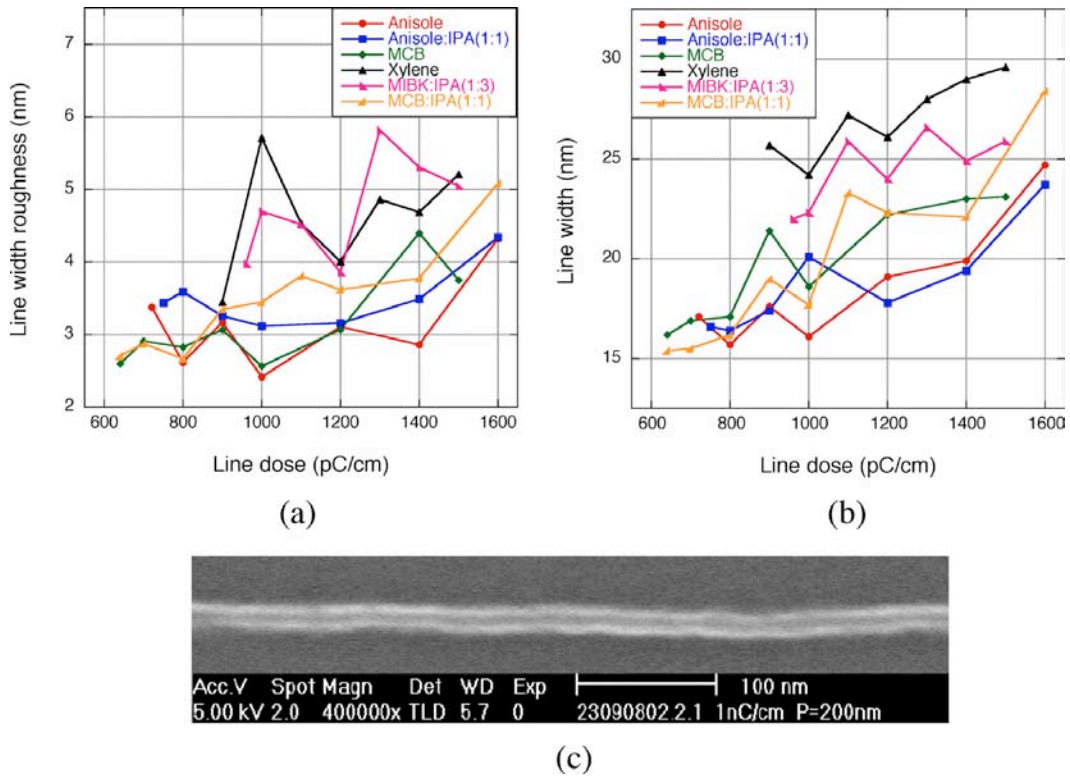 Anisole
Anisole:IPA(1:1)
MCB
Xylene
MIBK:IPA(1:3)
MCB:IPA(1:1)
7
6
5
4
3
2
Line width roughness (nm)
600 800 1000 1200 1400 1600
Line dose (pC/cm)
(a)
Anisole
Anisole:IPA(1:1)
MCB
Xylene
MIBK:IPA(1:3)
MCB:IPA(1:1)
30
25
20
15
Line width (nm)
600 800 1000 1200 1400 1600
Line dose (pC/cm)
(b)
Acc.V Spot Magn Det WD Exp 100 nm
5.00 kV 2.0 400000x TLD 5.7 0 23090802.2.1 1nC/cm P=200nm
(c)